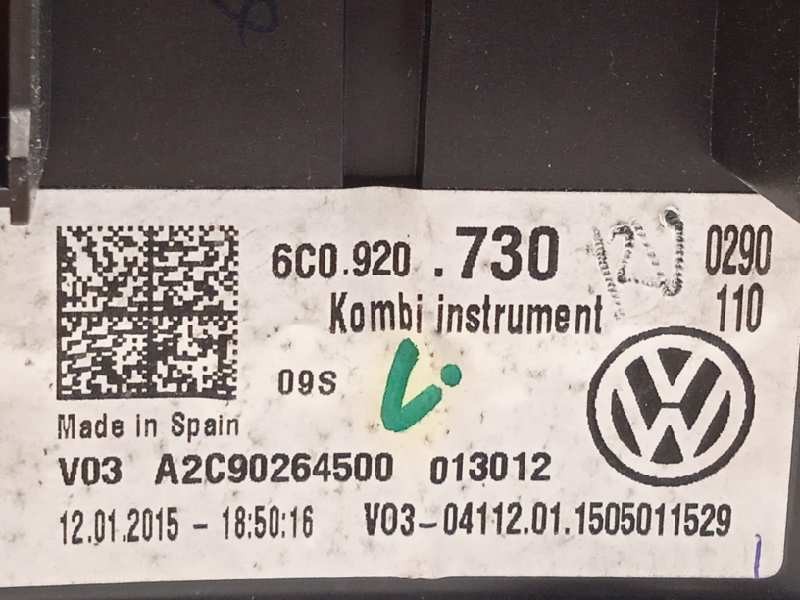 6C0.920 .730 0290
Kombi instrument 110
09S
Made in Spain
V03 A2C90264500 013012
12.01.2015 - 18:50:16 V03-04112.01.1505011529